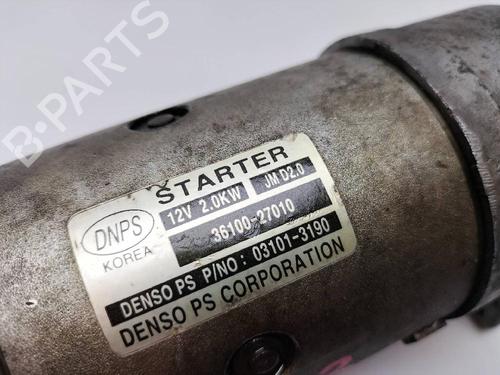 B-PARTS
STARTER
DNPS
KOREA
12V 2.0KW JM D2.0
36100-27010
DENSO PS P/NO : 03101-3190
DENSO PS CORPORATION